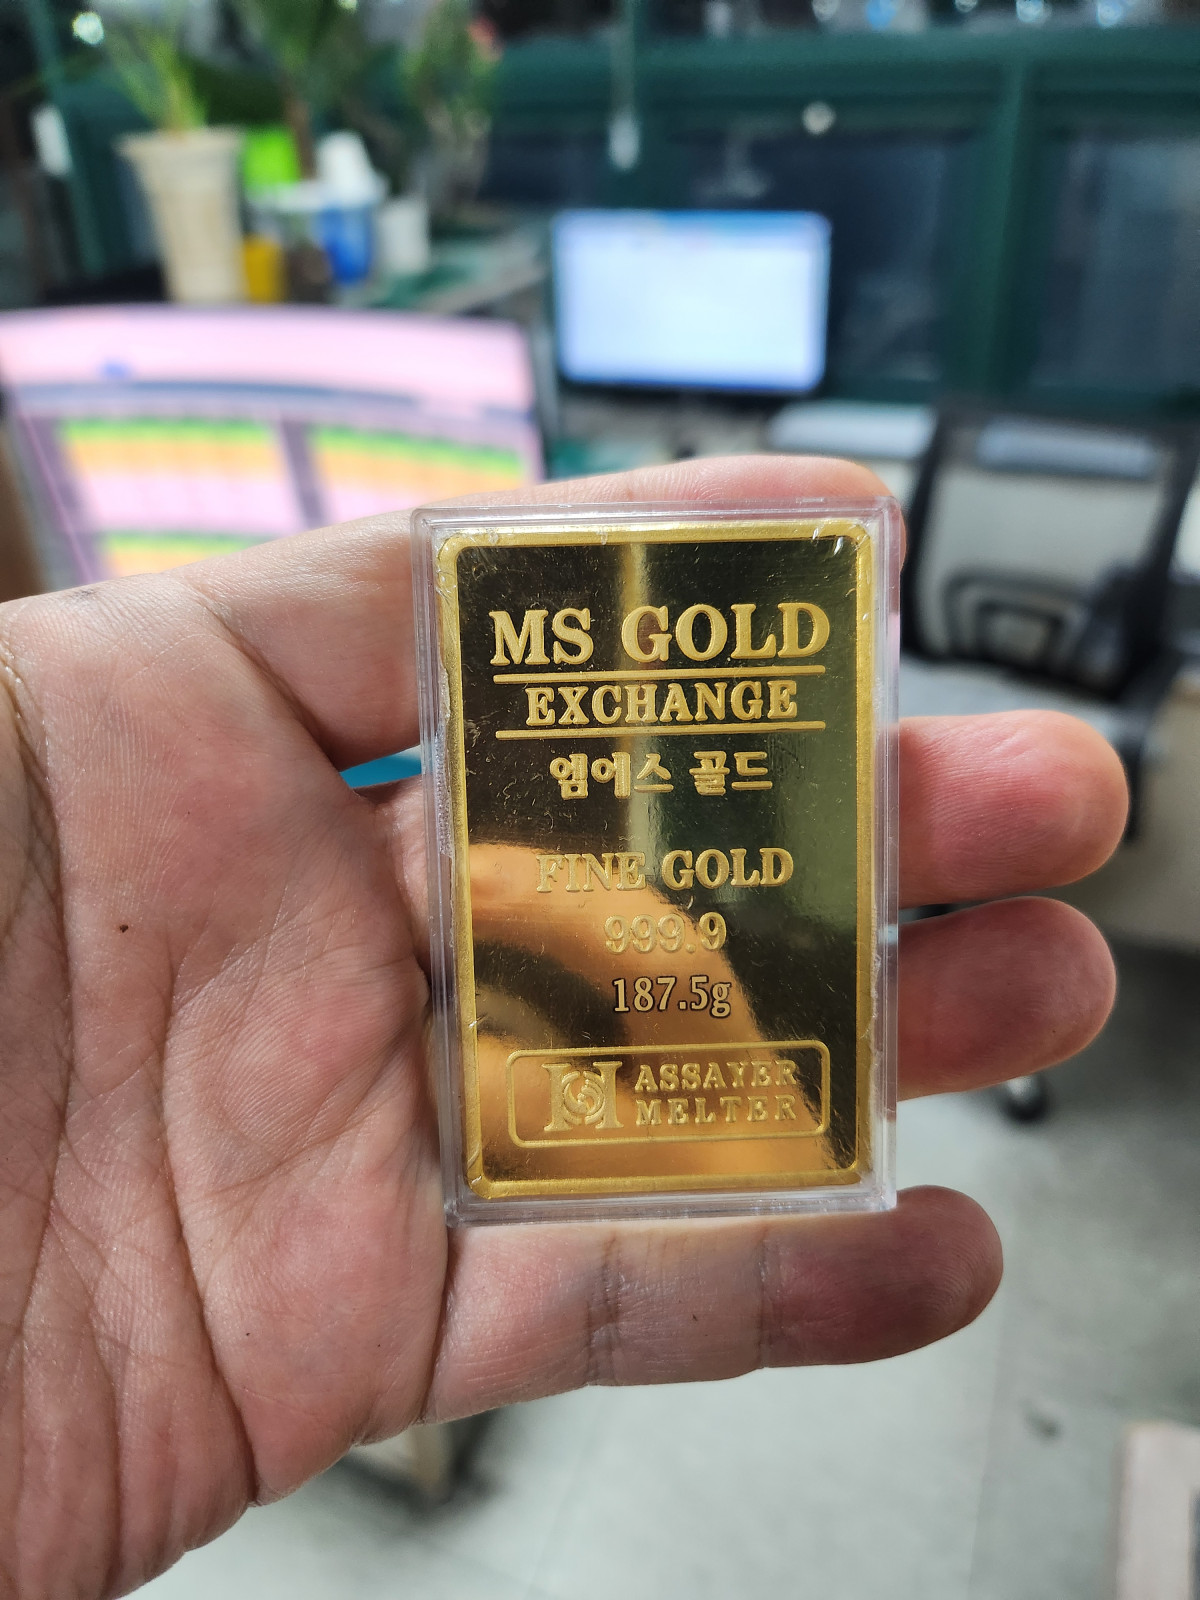 MS GOLD
EXCHANGE
엠에스 골드
FINE GOLD
999.9
187.5g
ASSAYER
MELTER